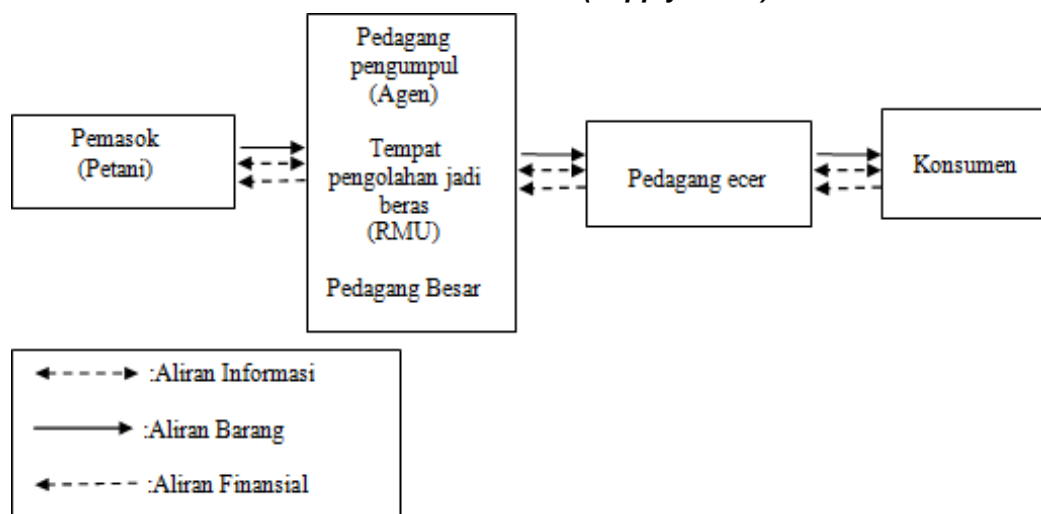 Pemasok
(Petani)
Pedagang
pengumpul
(Agen)
Tempat
pengolahan jadi
beras
(RMU)
Pedagang Besar
Pedagang ecer
Konsumen
:Aliran Informasi
:Aliran Barang
:Aliran Finansial